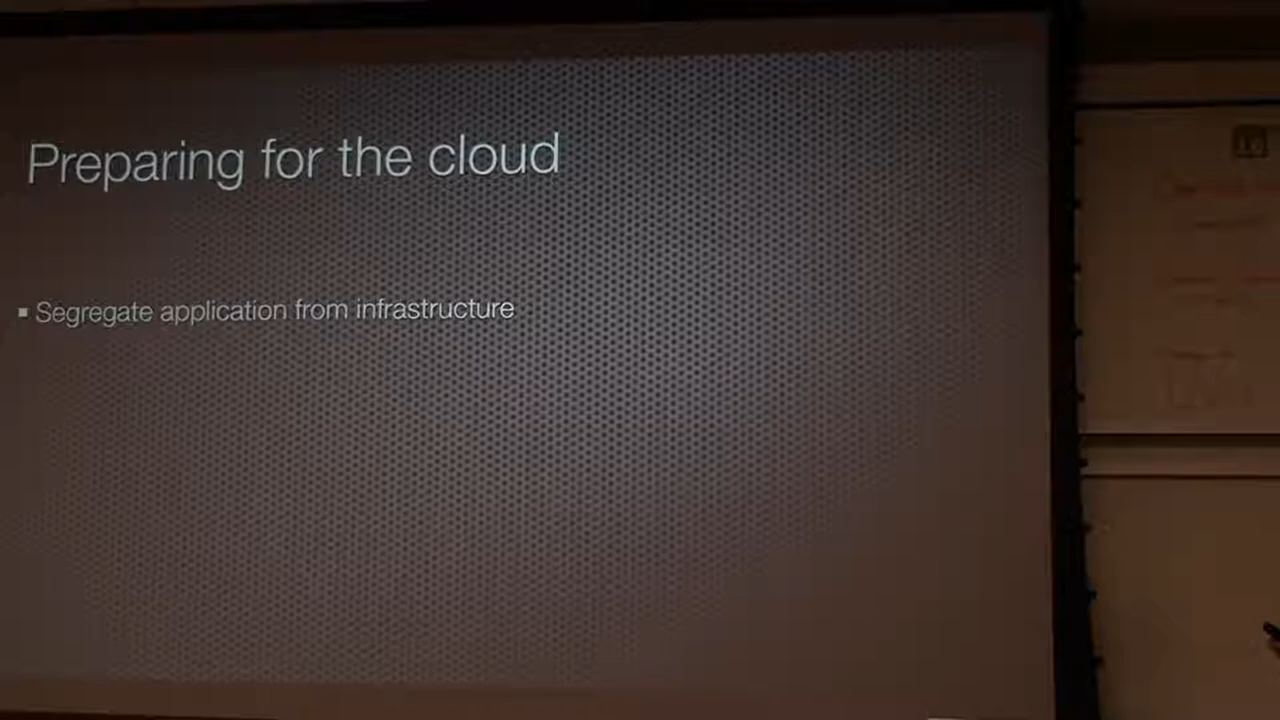 Preparing for the cloud
▪ Segregate application from infrastructure